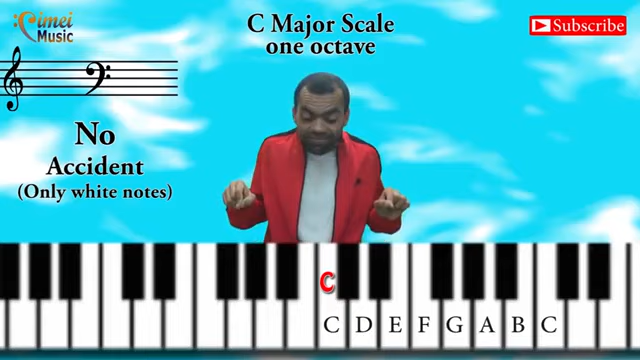 Cimei
Music
C Major Scale
one octave
Subscribe
No
Accident
(Only white notes)
C
C D E F G A B C